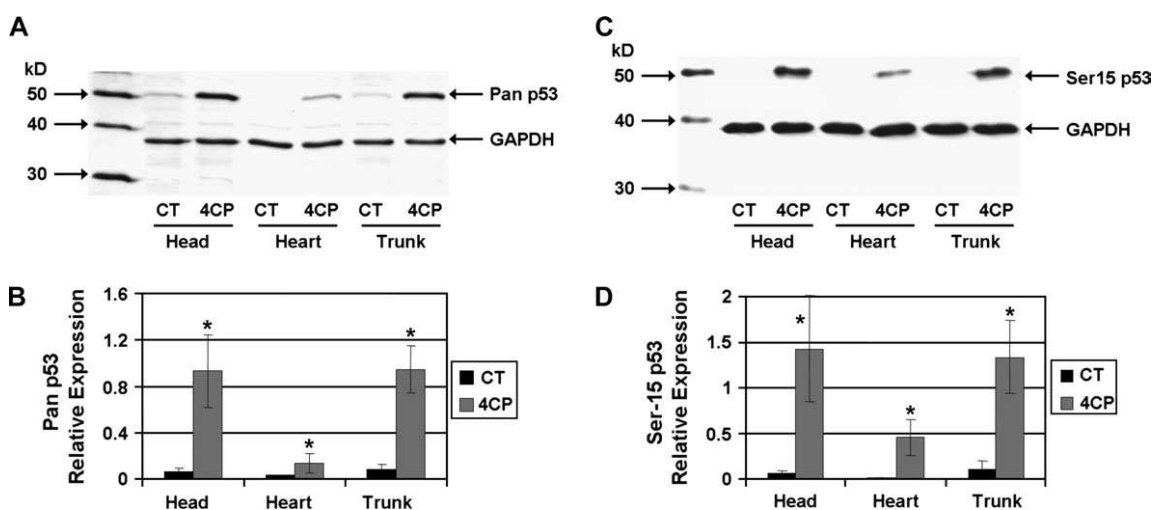 A
kD
50
40
30
Pan p53
GAPDH
CT 4CP CT 4CP CT 4CP
Head Heart Trunk
C
kD
50
40
30
Ser15 p53
GAPDH
CT 4CP CT 4CP CT 4CP
Head Heart Trunk
B
Pan p53
Relative Expression
1.6
1.2
0.8
0.4
0
* * *
Head Heart Trunk
CT
4CP
D
Ser-15 p53
Relative Expression
2
1.5
1
0.5
0
* * *
Head Heart Trunk
CT
4CP